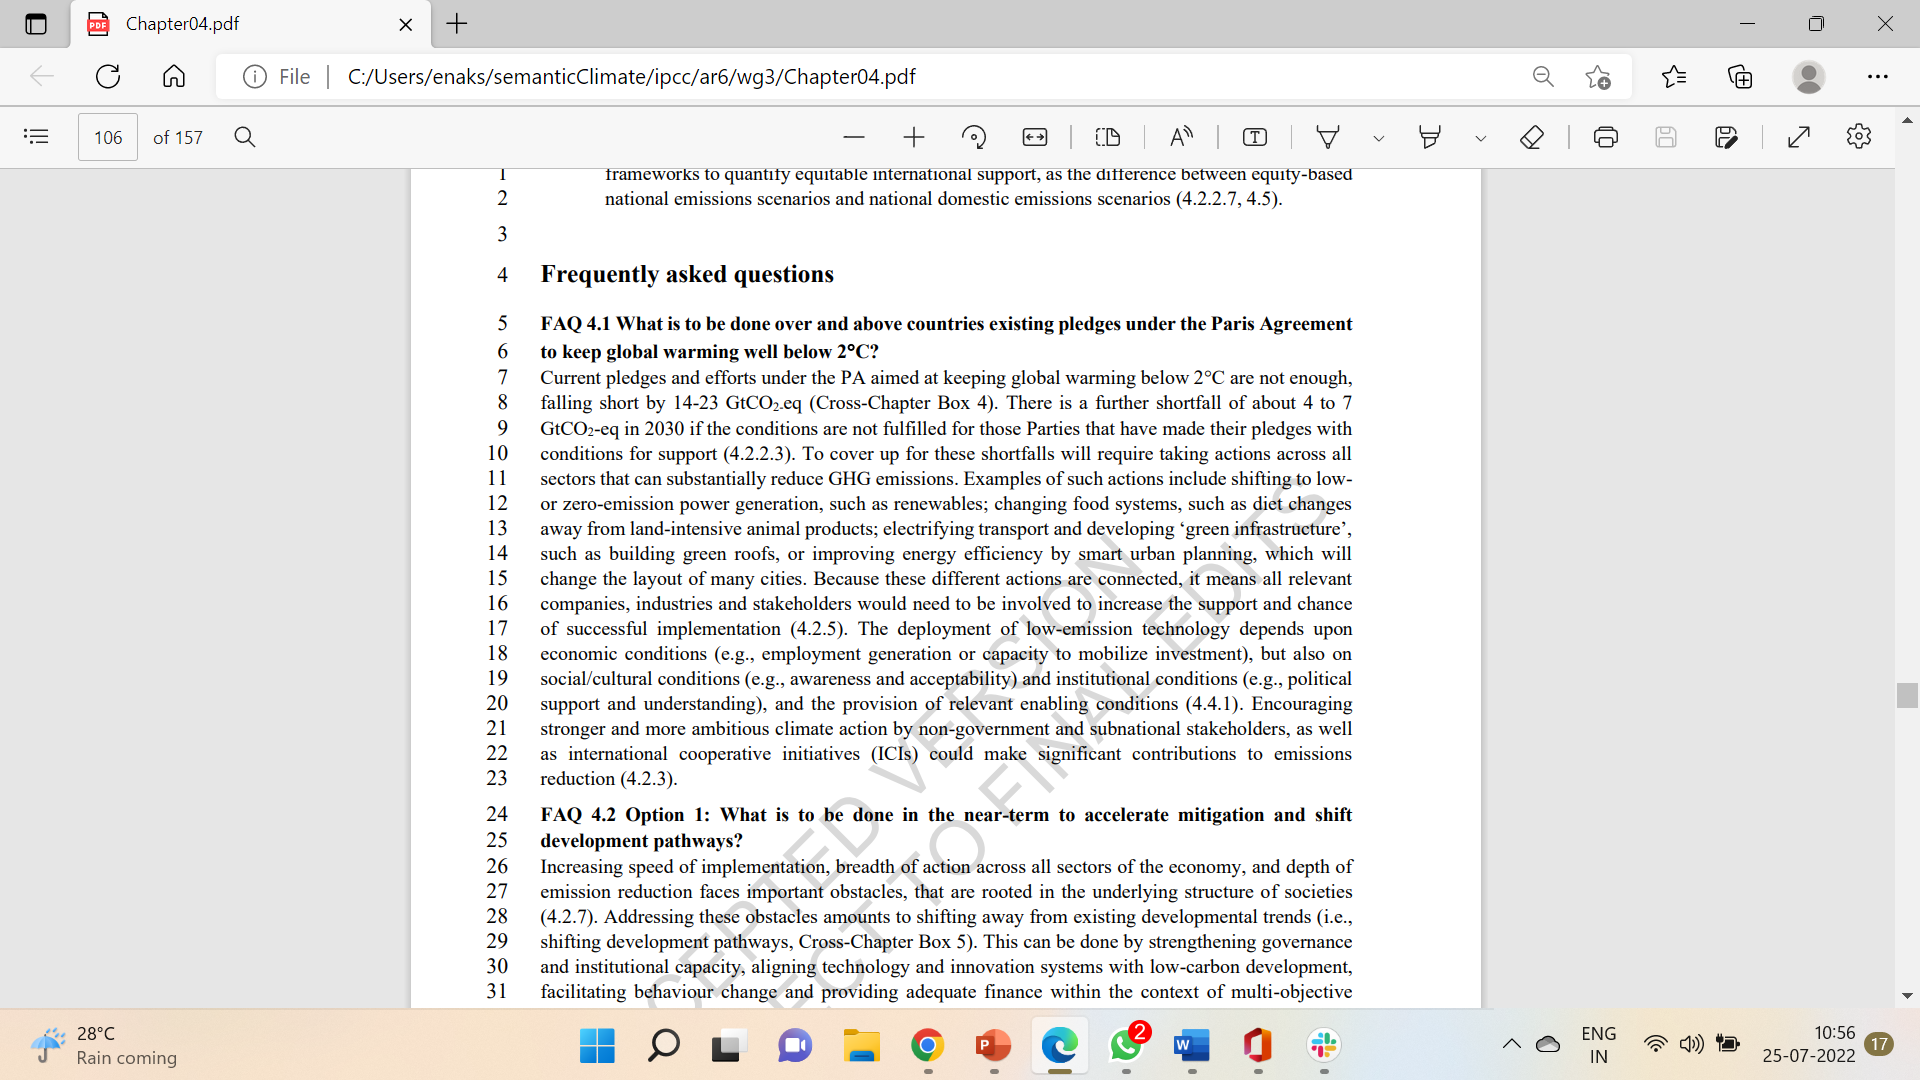 Chapter04.pdf
File
C:/Users/enaks/semanticClimate/ipcc/ar6/wg3/Chapter04.pdf
106 of 157
1 frameworks to quantify equitable international support, as the difference between equity-based
2 national emissions scenarios and national domestic emissions scenarios (4.2.2.7, 4.5).
3
4 Frequently asked questions
5 FAQ 4.1 What is to be done over and above countries existing pledges under the Paris Agreement
6 to keep global warming well below 2°C?
7 Current pledges and efforts under the PA aimed at keeping global warming below 2°C are not enough,
8 falling short by 14-23 GtCO2-eq (Cross-Chapter Box 4). There is a further shortfall of about 4 to 7
9 GtCO2-eq in 2030 if the conditions are not fulfilled for those Parties that have made their pledges with
10 conditions for support (4.2.2.3). To cover up for these shortfalls will require taking actions across all
11 sectors that can substantially reduce GHG emissions. Examples of such actions include shifting to low-
12 or zero-emission power generation, such as renewables; changing food systems, such as diet changes
13 away from land-intensive animal products; electrifying transport and developing ‘green infrastructure’,
14 such as building green roofs, or improving energy efficiency by smart urban planning, which will
15 change the layout of many cities. Because these different actions are connected, it means all relevant
16 companies, industries and stakeholders would need to be involved to increase the support and chance
17 of successful implementation (4.2.5). The deployment of low-emission technology depends upon
18 economic conditions (e.g., employment generation or capacity to mobilize investment), but also on
19 social/cultural conditions (e.g., awareness and acceptability) and institutional conditions (e.g., political
20 support and understanding), and the provision of relevant enabling conditions (4.4.1). Encouraging
21 stronger and more ambitious climate action by non-government and subnational stakeholders, as well
22 as international cooperative initiatives (ICIs) could make significant contributions to emissions
23 reduction (4.2.3).
24 FAQ 4.2 Option 1: What is to be done in the near-term to accelerate mitigation and shift
25 development pathways?
26 Increasing speed of implementation, breadth of action across all sectors of the economy, and depth of
27 emission reduction faces important obstacles, that are rooted in the underlying structure of societies
28 (4.2.7). Addressing these obstacles amounts to shifting away from existing developmental trends (i.e.,
29 shifting development pathways, Cross-Chapter Box 5). This can be done by strengthening governance
30 and institutional capacity, aligning technology and innovation systems with low-carbon development,
31 facilitating behaviour change and providing adequate finance within the context of multi-objective
CEPTED VERSION
ECT TO FINAL EDITS
28°C
Rain coming
2
ENG
IN
10:56
25-07-2022
17